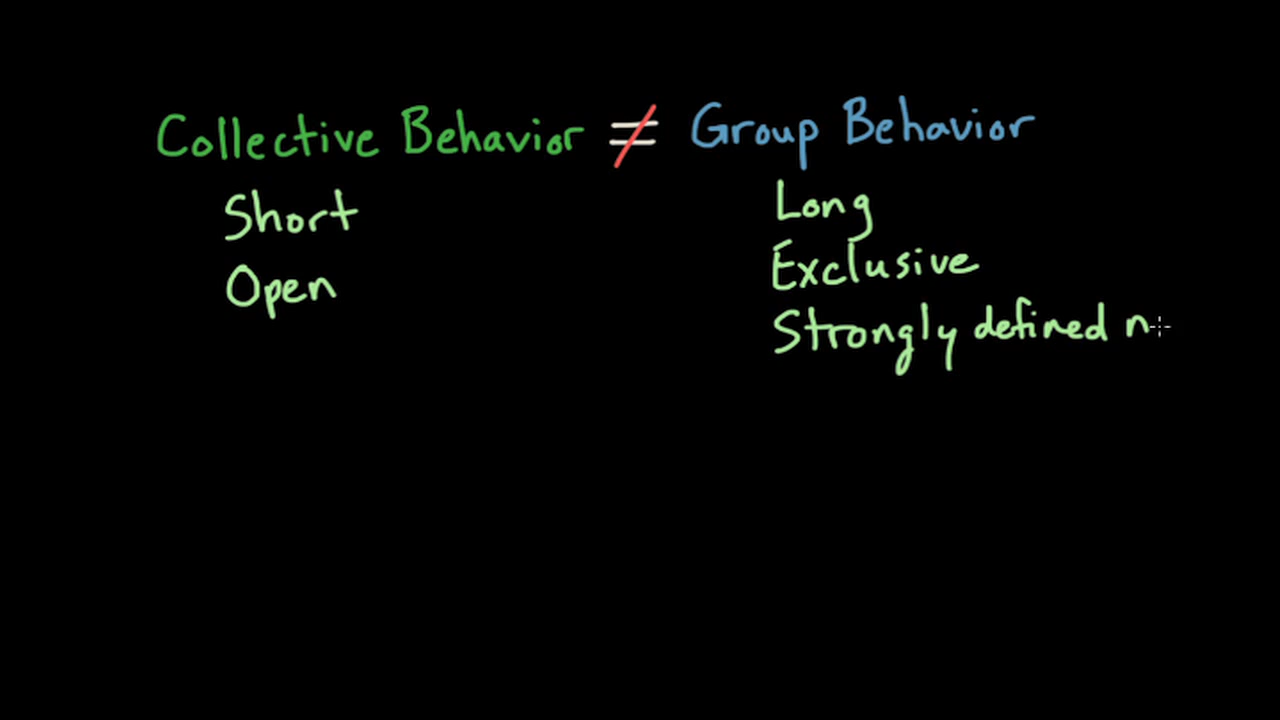 Collective Behavior ≠ Group Behavior
Short
Open
Long
Exclusive
Strongly defined n